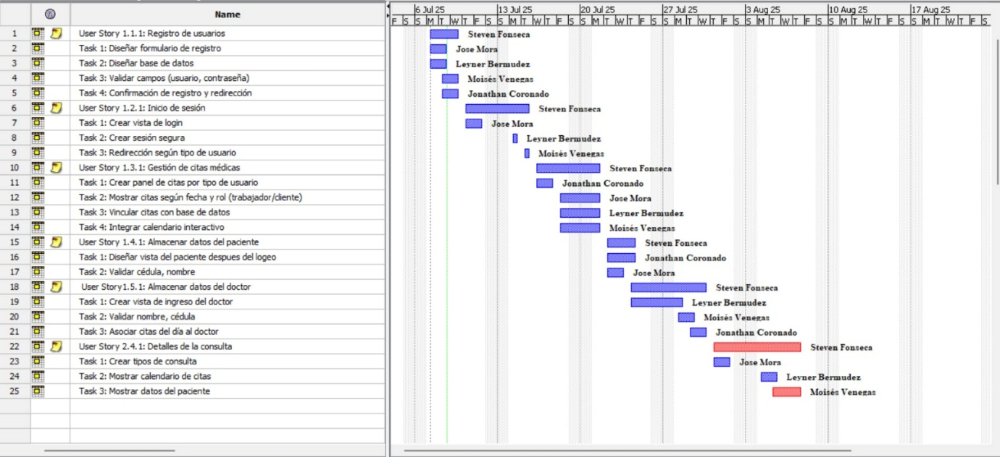 Name
6 Jul 25 13 Jul 25 20 Jul 25 27 Jul 25 3 Aug 25 10 Aug 25 17 Aug 25
F S S M T W T F S S M T W T F S S M T W T F S S M T W T F S S M T W T F S S M T W T F S S M T W T F S
1 User Story 1.1.1: Registro de usuarios Steven Fonseca
2 Task 1: Diseñar formulario de registro Jose Mora
3 Task 2: Diseñar base de datos Leyner Bermudez
4 Task 3: Validar campos (usuario, contraseña) Moisés Venegas
5 Task 4: Confirmación de registro y redirección Jonathan Coronado
6 User Story 1.2.1: Inicio de sesión Steven Fonseca
7 Task 1: Crear vista de login Jose Mora
8 Task 2: Crear sesión segura Leyner Bermudez
9 Task 3: Redirección según tipo de usuario Moisés Venegas
10 User Story 1.3.1: Gestión de citas médicas Steven Fonseca
11 Task 1: Crear panel de citas por tipo de usuario Jonathan Coronado
12 Task 2: Mostrar citas según fecha y rol (trabajador/cliente) Jose Mora
13 Task 3: Vincular citas con base de datos Leyner Bermudez
14 Task 4: Integrar calendario interactivo Moisés Venegas
15 User Story 1.4.1: Almacenar datos del paciente Steven Fonseca
16 Task 1: Diseñar vista del paciente despues del logeo Jonathan Coronado
17 Task 2: Validar cédula, nombre Jose Mora
18 User Story1.5.1: Almacenar datos del doctor Steven Fonseca
19 Task 1: Crear vista de ingreso del doctor Leyner Bermudez
20 Task 2: Validar nombre, cédula Moisés Venegas
21 Task 3: Asociar citas del día al doctor Jonathan Coronado
22 User Story 2.4.1: Detalles de la consulta Steven Fonseca
23 Task 1: Crear tipos de consulta Jose Mora
24 Task 2: Mostrar calendario de citas Leyner Bermudez
25 Task 3: Mostrar datos del paciente Moisés Venegas